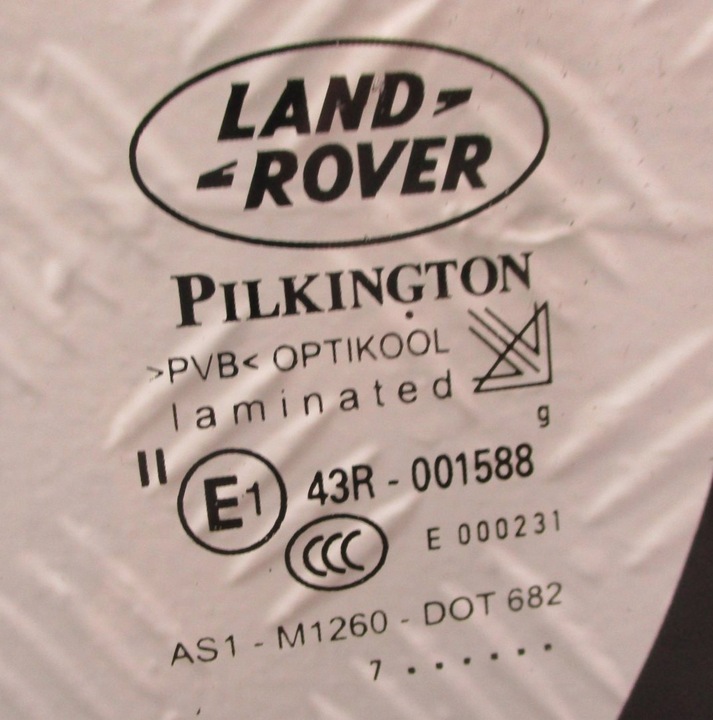 LAND
ROVER
PILKINGTON
>PVB< OPTIKOOL
laminated
g
II E1 43R - 001588
CCC E 000231
AS1 - M1260 - DOT 682
7 . . . . . .